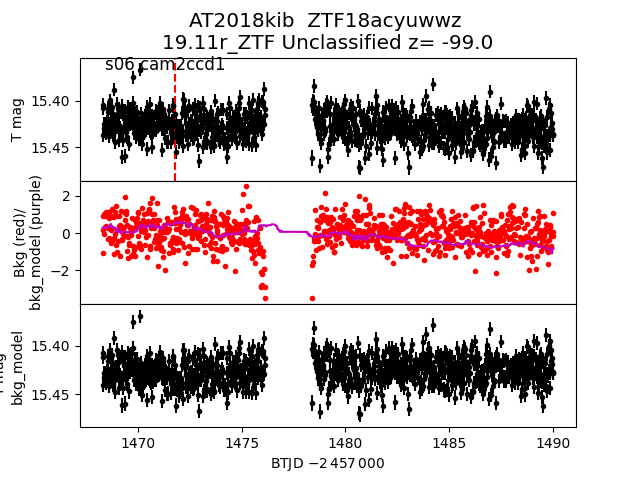 AT2018kib ZTF18acyuwwz
19.11r_ZTF Unclassified z= -99.0
s06 cam2ccd1
T mag
15.40
15.45
Bkg (red)/
bkg_model (purple)
2
0
−2
bkg_model
15.40
15.45
1470 1475 1480 1485 1490
BTJD −2 457 000